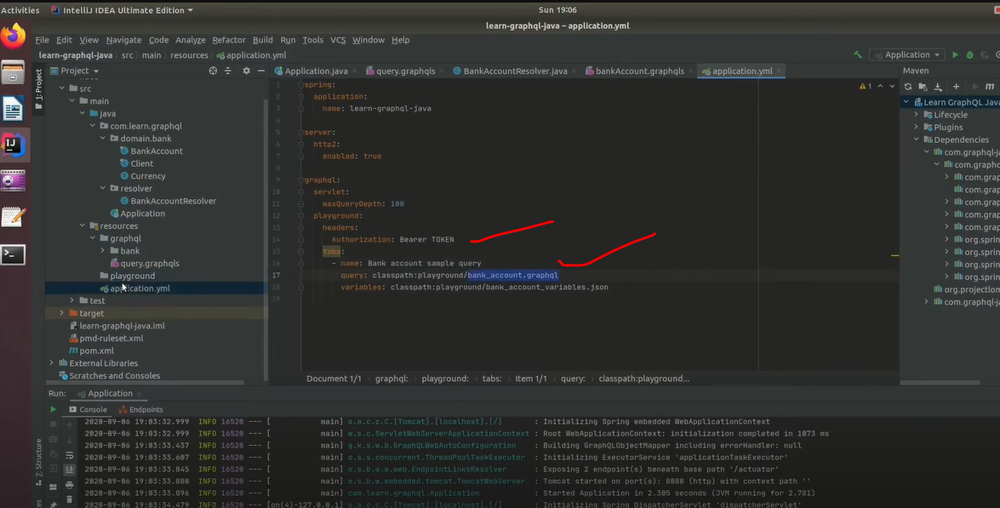 Activities
IntelliJ IDEA Ultimate Edition
Sun 19:06
learn-graphql-java – application.yml
File Edit View Navigate Code Analyze Refactor Build Run Tools VCS Window Help
learn-graphql-java src main resources application.yml
Application
Project
Application.java
query.graphqls
BankAccountResolver.java
bankAccount.graphqls
application.yml
Maven
1: Project
src
main
java
com.learn.graphql
domain.bank
BankAccount
Client
Currency
resolver
BankAccountResolver
Application
resources
graphql
bank
query.graphqls
playground
application.yml
test
target
learn-graphql-java.iml
pmd-ruleset.xml
pom.xml
External Libraries
Scratches and Consoles
1 spring:
2 application:
3 name: learn-graphql-java
4
5 server:
6 http2:
7 enabled: true
8
9 graphql:
10 servlet:
11 maxQueryDepth: 100
12 playground:
13 headers:
14 Authorization: Bearer TOKEN
15 tabs:
16 - name: Bank account sample query
17 query: classpath:playground/bank_account.graphql
18 variables: classpath:playground/bank_account_variables.json
19
1
Learn GraphQL Java
Lifecycle
Plugins
Dependencies
com.graphql-j
com.grapho
com.grap
com.grap
com.grap
com.grap
com.grap
org.sprin
org.sprin
org.sprin
org.sprin
org.projection
com.graphql-ja
Document 1/1 graphql: playground: tabs: Item 1/1 query: classpath:playground...
Run: Application
Console Endpoints
Z: Structure
2020-09-06 19:03:32.999 INFO 16520 --- [ main] o.a.c.c.C.[Tomcat].[localhost].[/] : Initializing Spring embedded WebApplicationContext
2020-09-06 19:03:32.999 INFO 16520 --- [ main] w.s.c.ServletWebServerApplicationContext : Root WebApplicationContext: initialization completed in 1073 ms
2020-09-06 19:03:33.437 INFO 16520 --- [ main] g.k.s.w.b.GraphQLWebAutoConfiguration : Building GraphQLObjectMapper including errorHandler: null
2020-09-06 19:03:33.607 INFO 16520 --- [ main] o.s.s.concurrent.ThreadPoolTaskExecutor : Initializing ExecutorService 'applicationTaskExecutor'
2020-09-06 19:03:33.845 INFO 16520 --- [ main] o.s.b.a.e.web.EndpointLinksResolver : Exposing 2 endpoint(s) beneath base path '/actuator'
2020-09-06 19:03:33.880 INFO 16520 --- [ main] o.s.b.w.embedded.tomcat.TomcatWebServer : Tomcat started on port(s): 8080 (http) with context path ''
2020-09-06 19:03:33.896 INFO 16520 --- [ main] com.learn.graphql.Application : Started Application in 2.305 seconds (JVM running for 2.781)
2020-09-06 19:03:34.171 INFO 16520 --- [on(4)-127.0.0.1] o.a.c.c.C.[Tomcat].[localhost].[/] : Initializing Spring DispatcherServlet 'dispatcherServlet'